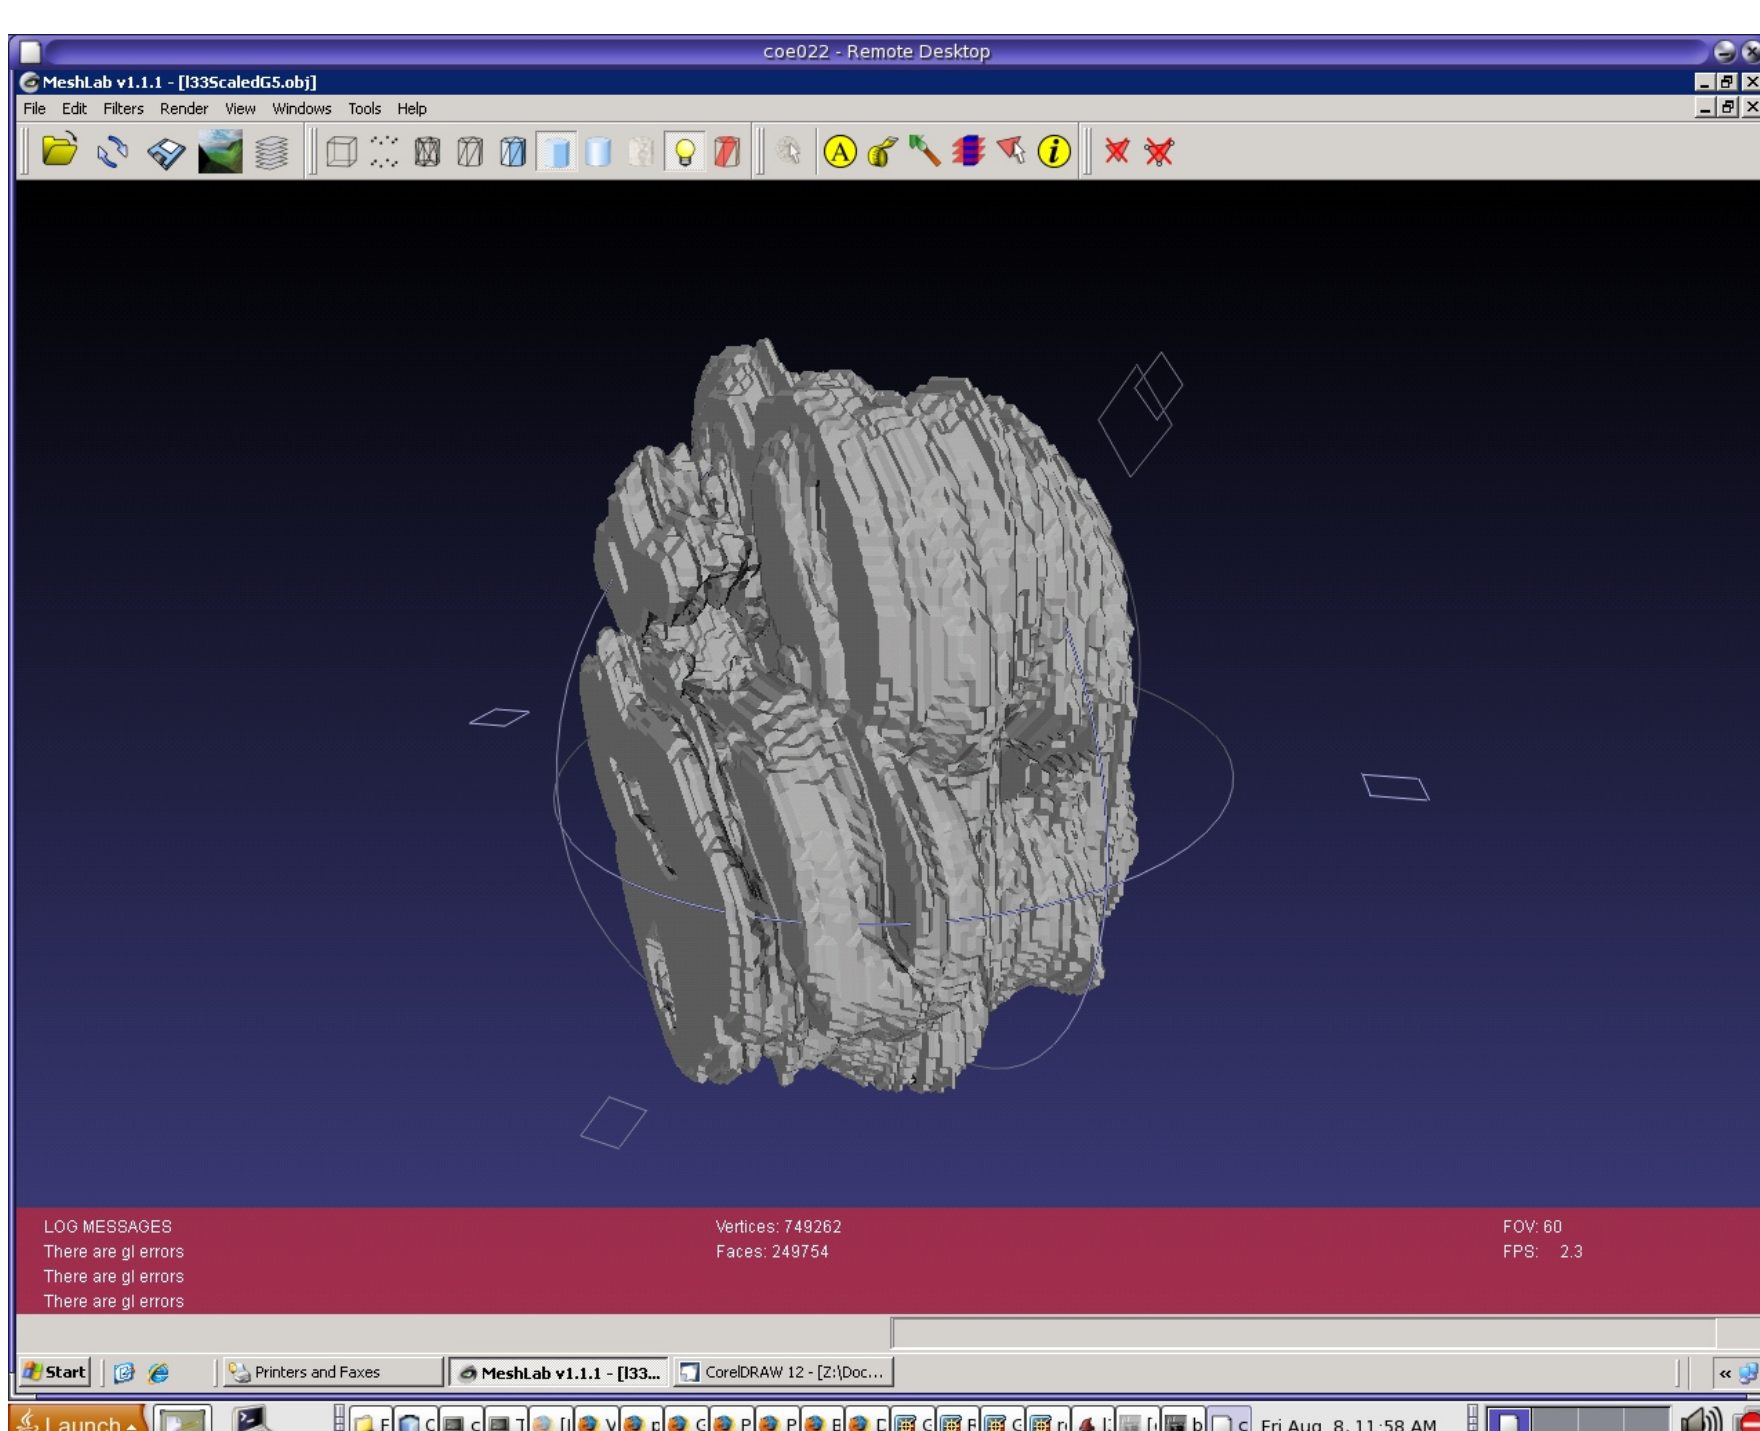 coe022 - Remote Desktop
MeshLab v1.1.1 - [l33ScaledG5.obj]
File Edit Filters Render View Windows Tools Help
A i
LOG MESSAGES Vertices: 749262 FOV: 60
There are gl errors Faces: 249754 FPS: 2.3
There are gl errors
There are gl errors
Start Printers and Faxes MeshLab v1.1.1 - [l33... CorelDRAW 12 - [Z:\Doc... «
Launch F C c T V p G P P E D G F G c Fri Aug 8, 11:58 AM